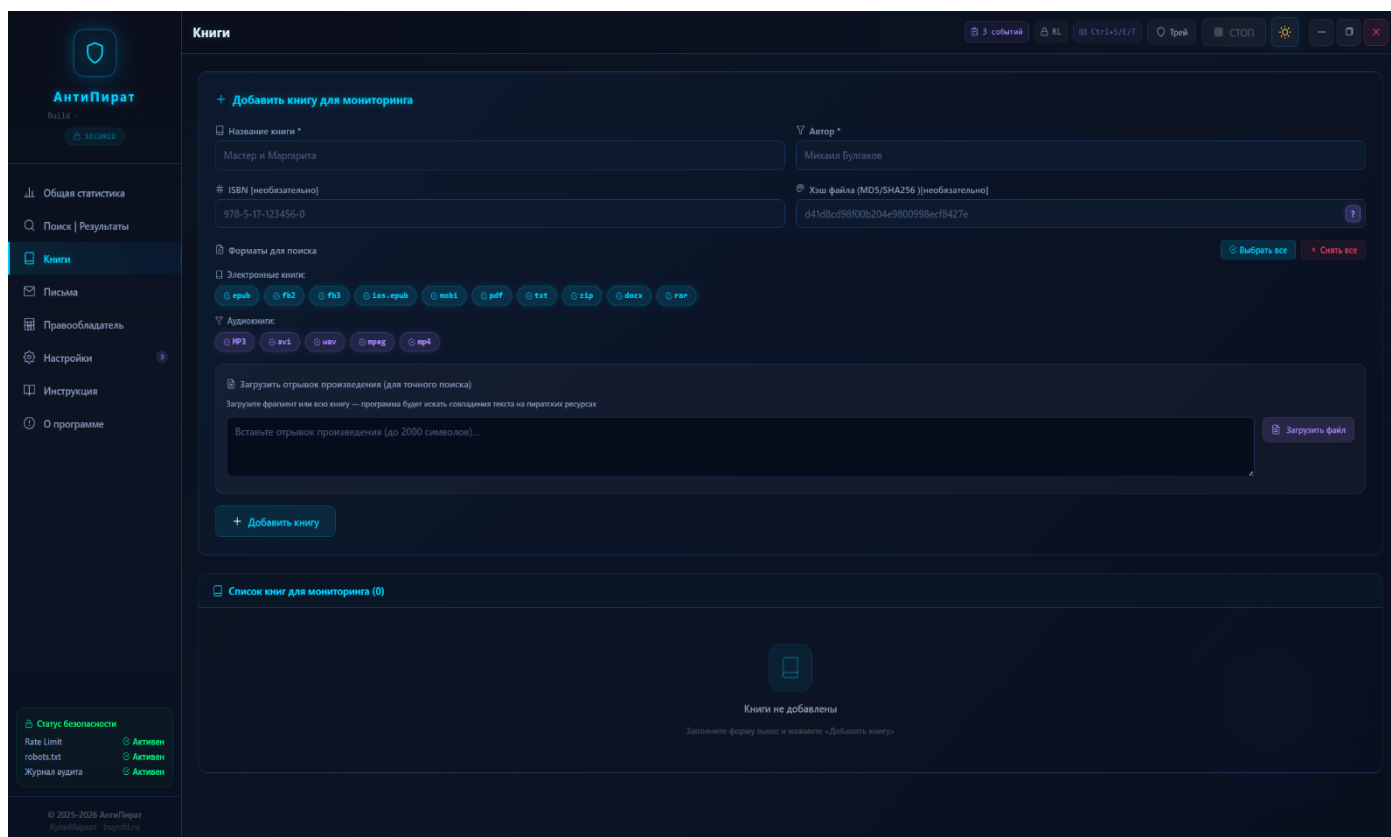 АнтиПират
Build -
SECURED
Общая статистика
Поиск | Результаты
Книги
Письма
Правообладатель
Настройки 3
Инструкция
О программе
Статус безопасности
Rate Limit Активен
robots.txt Активен
Журнал аудита Активен
© 2025-2026 АнтиПират
КупиМаркет · buyofd.ru
Книги
3 событий RL Ctrl+S/E/T Трей СТОП
+ Добавить книгу для мониторинга
Название книги * Автор *
Мастер и Маргарита Михаил Булгаков
# ISBN [необязательно] Хэш файла (MD5/SHA256 )[необязательно]
978-5-17-123456-0 d41d8cd98f00b204e9800998ecf8427e ?
Форматы для поиска Выбрать все × Снять все
Электронные книги:
epub fb2 fb3 ios.epub mobi pdf txt zip docx rar
Аудиокниги:
MP3 avi wav mpeg mp4
Загрузить отрывок произведения (для точного поиска)
Загрузите фрагмент или всю книгу — программа будет искать совпадения текста на пиратских ресурсах
Вставьте отрывок произведения (до 2000 символов)... Загрузить файл
+ Добавить книгу
Список книг для мониторинга (0)
Книги не добавлены
Заполните форму выше и нажмите «Добавить книгу»